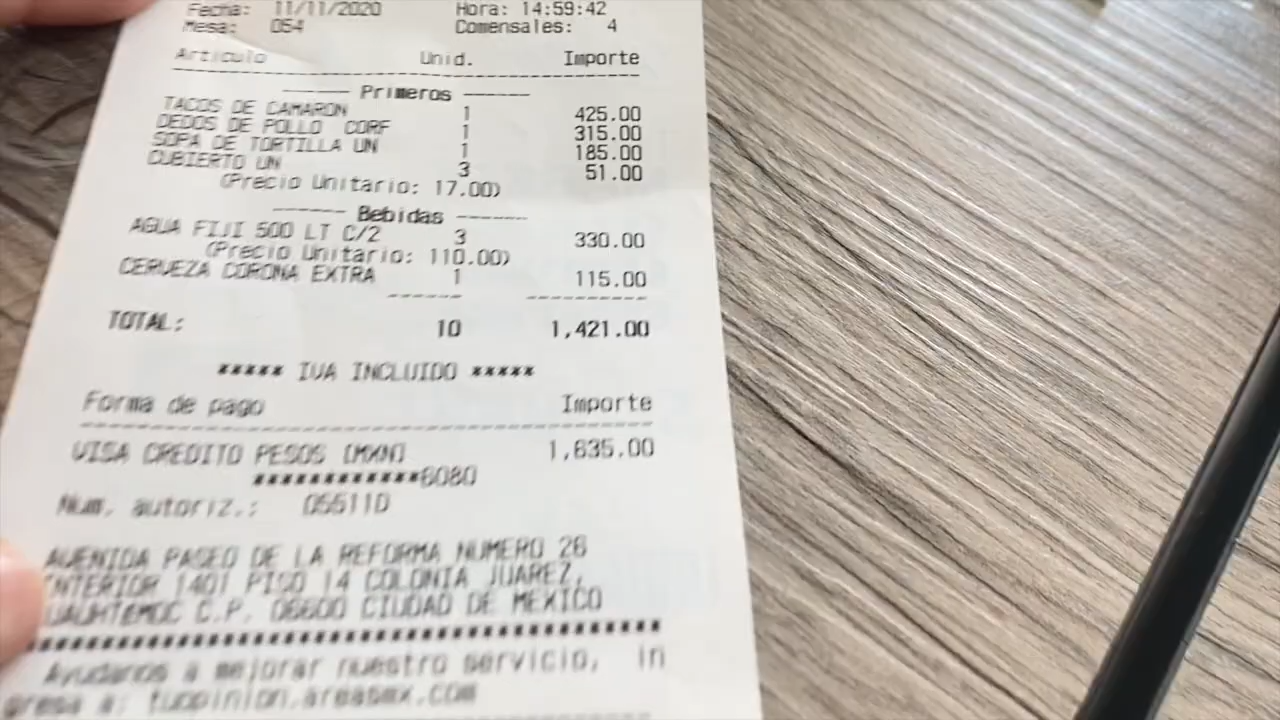 Fecha: 11/11/2020 Hora: 14:59:42
Mesa: 054 Comensales: 4
Articulo Unid. Importe
Primeros
TACOS DE CAMARON 1 425.00
DEDOS DE POLLO CORF 1 315.00
SOPA DE TORTILLA UN 1 185.00
CUBIERTO UN 3 51.00
(Precio Unitario: 17.00)
Bebidas
AGUA FIJI 500 LT C/2 3 330.00
(Precio Unitario: 110.00)
CERVEZA CORONA EXTRA 1 115.00
TOTAL: 10 1,421.00
***** IVA INCLUIDO *****
Forma de pago Importe
VISA CREDITO PESOS (MXN) 1,635.00
************6080
Num. autoriz.: 055110
AVENIDA PASEO DE LA REFORMA NUMERO 26
INTERIOR 1401 PISO 14 COLONIA JUAREZ,
CUAUHTEMOC C.P. 06600 CIUDAD DE MEXICO
Ayudanos a mejorar nuestro servicio, in
gresa a: tuopinion.areasmx.com